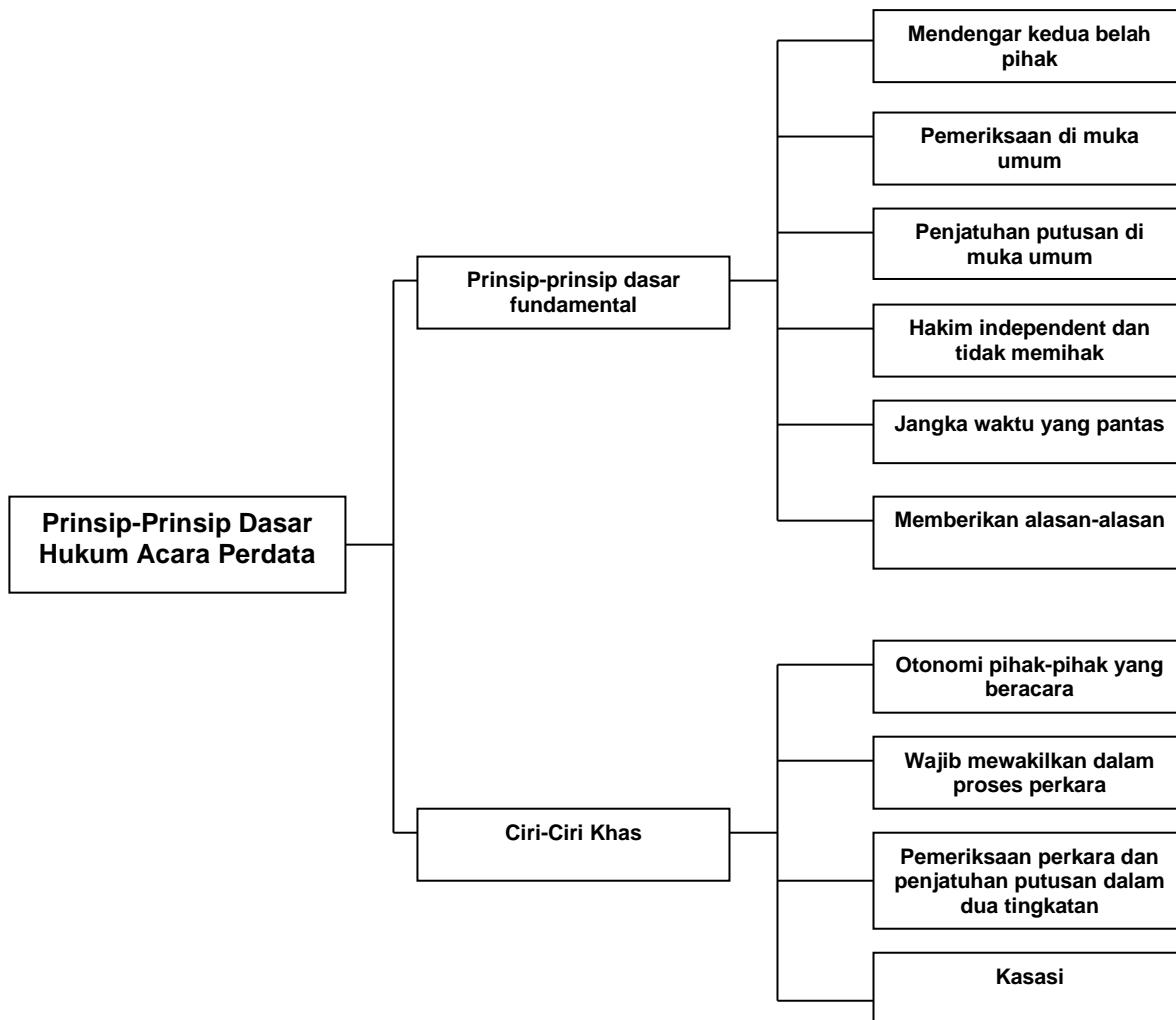 Mendengar kedua belah
pihak
Pemeriksaan di muka
umum
Penjatuhan putusan di
muka umum
Prinsip-prinsip dasar
fundamental
Hakim independent dan
tidak memihak
Jangka waktu yang pantas
Memberikan alasan-alasan
Prinsip-Prinsip Dasar
Hukum Acara Perdata
Otonomi pihak-pihak yang
beracara
Wajib mewakilkan dalam
proses perkara
Ciri-Ciri Khas
Pemeriksaan perkara dan
penjatuhan putusan dalam
dua tingkatan
Kasasi